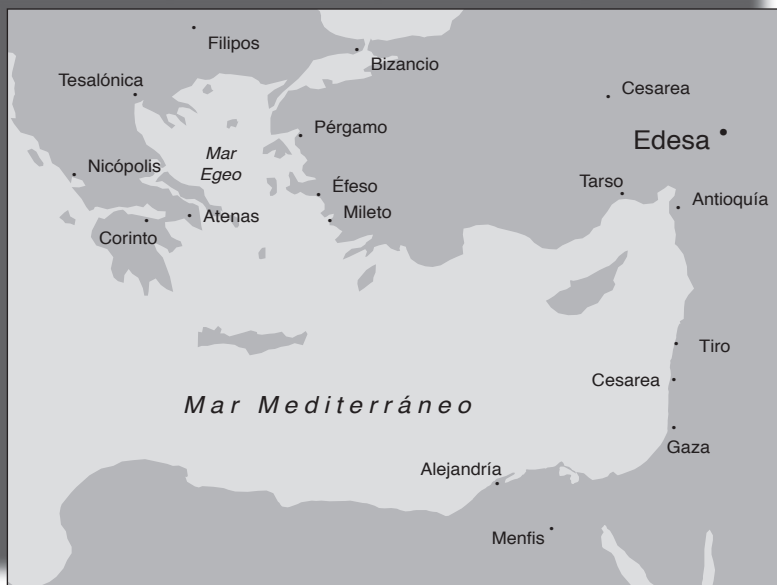 Filipos
Bizancio
Tesalónica
Cesarea
Pérgamo
Edesa
Mar
Egeo
Nicópolis
Éfeso
Tarso
Antioquía
Mileto
Atenas
Corinto
Tiro
Cesarea
Mar Mediterráneo
Gaza
Alejandría
Menfis